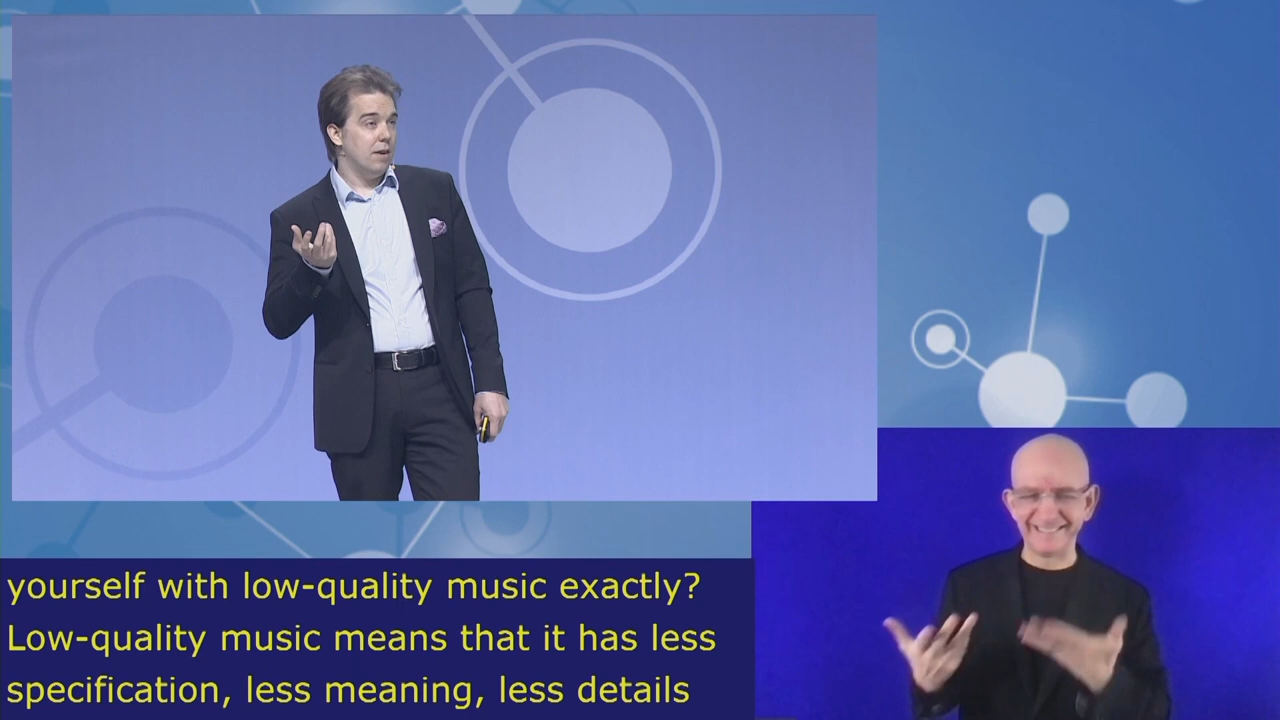 yourself with low-quality music exactly?
Low-quality music means that it has less
specification, less meaning, less details